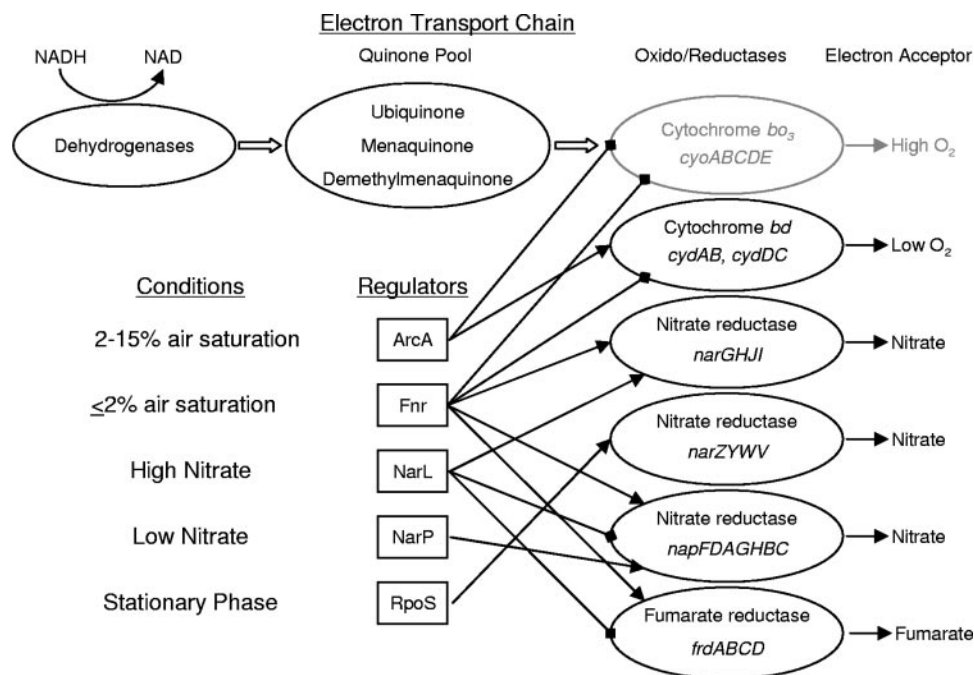 Electron Transport Chain
NADH NAD Quinone Pool Oxido/Reductases Electron Acceptor
Dehydrogenases
Ubiquinone
Menaquinone
Demethylmenaquinone
Cytochrome bo₃
cyoABCDE
High O₂
Cytochrome bd
cydAB, cydDC
Low O₂
Conditions Regulators
2-15% air saturation ArcA
Nitrate reductase
narGHJI
Nitrate
≤2% air saturation Fnr
Nitrate reductase
narZYWV
Nitrate
High Nitrate NarL
Low Nitrate NarP
Nitrate reductase
napFDAGHBC
Nitrate
Stationary Phase RpoS
Fumarate reductase
frdABCD
Fumarate